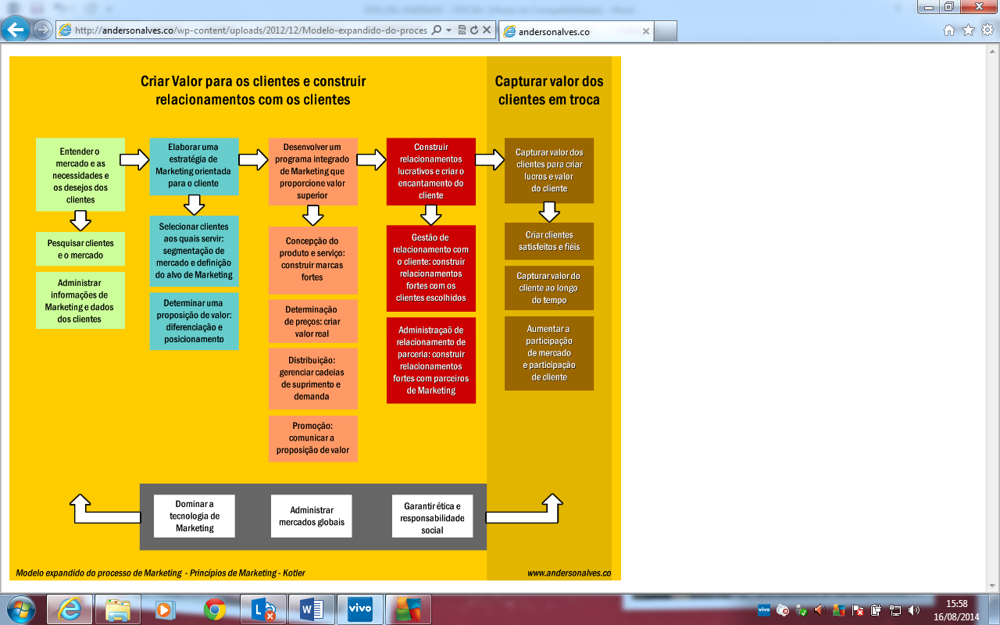 http://andersonalves.co/wp-content/uploads/2012/12/Modelo-expandido-do-proces
andersonalves.co
Criar Valor para os clientes e construir
relacionamentos com os clientes
Capturar valor dos
clientes em troca
Entender o
mercado e as
necessidades e
os desejos dos
clientes
Pesquisar clientes
e o mercado
Administrar
informações de
Marketing e dados
dos clientes
Elaborar uma
estratégia de
Marketing orientada
para o cliente
Selecionar clientes
aos quais servir:
segmentação de
mercado e definição
do alvo de Marketing
Determinar uma
proposição de valor:
diferenciação e
posicionamento
Desenvolver um
programa integrado
de Marketing que
proporcione valor
superior
Concepção do
produto e serviço:
construir marcas
fortes
Determinação
de preços: criar
valor real
Distribuição:
gerenciar cadeias
de suprimento e
demanda
Promoção:
comunicar a
proposição de valor
Construir
relacionamentos
lucrativos e criar o
encantamento do
cliente
Gestão de
relacionamento com
o cliente: construir
relacionamentos
fortes com os
clientes escolhidos
Administraçaõ de
relacionamento de
parceria: construir
relacionamentos
fortes com parceiros
de Marketing
Capturar valor dos
clientes para criar
lucros e valor
do cliente
Criar clientes
satisfeitos e fiéis
Capturar valor do
cliente ao longo
do tempo
Aumentar a
participação
de mercado
e participação
de cliente
Dominar a
tecnologia de
Marketing
Administrar
mercados globais
Garantir ética e
responsabilidade
social
Modelo expandido do processo de Marketing - Princípios de Marketing - Kotler
www.andersonalves.co
vivo
vivo
15:58
16/08/2014